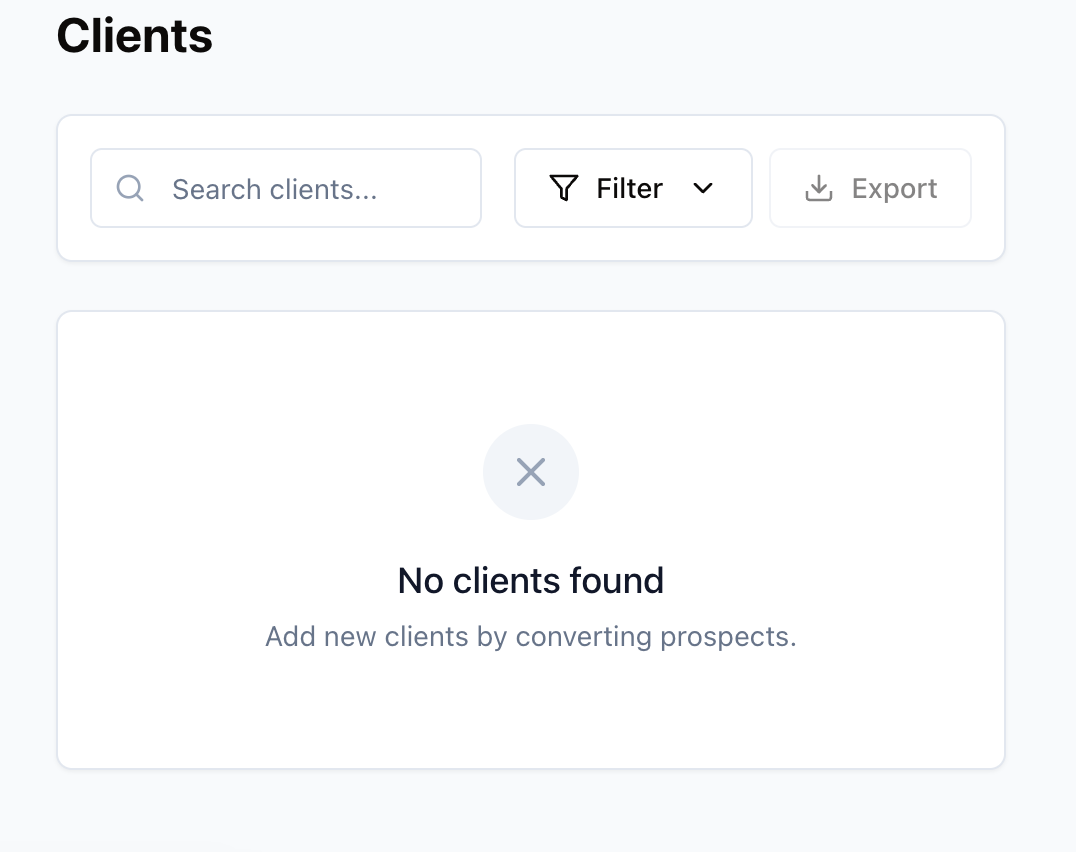 Clients
Search clients...
Filter
Export
No clients found
Add new clients by converting prospects.